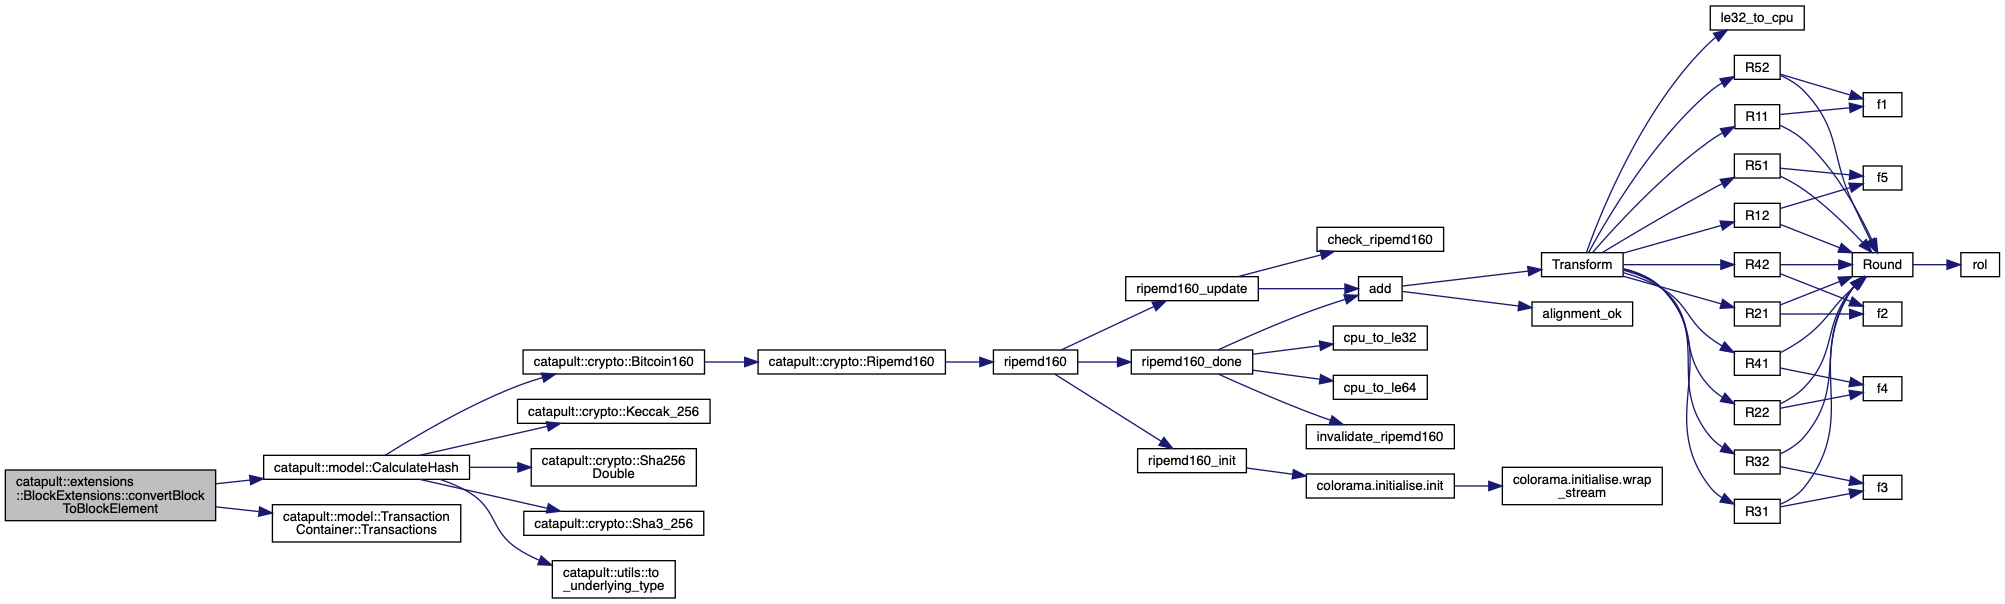 catapult::extensions
::BlockExtensions::convertBlock
ToBlockElement
catapult::model::CalculateHash
catapult::model::Transaction
Container::Transactions
catapult::crypto::Bitcoin160
catapult::crypto::Keccak_256
catapult::crypto::Sha256
Double
catapult::crypto::Sha3_256
catapult::utils::to
_underlying_type
catapult::crypto::Ripemd160
ripemd160
ripemd160_update
ripemd160_done
ripemd160_init
check_ripemd160
add
cpu_to_le32
cpu_to_le64
invalidate_ripemd160
colorama.initialise.init
colorama.initialise.wrap
_stream
Transform
alignment_ok
le32_to_cpu
R52
R11
R51
R12
R42
R21
R41
R22
R32
R31
f1
f5
Round
f2
f4
f3
rol